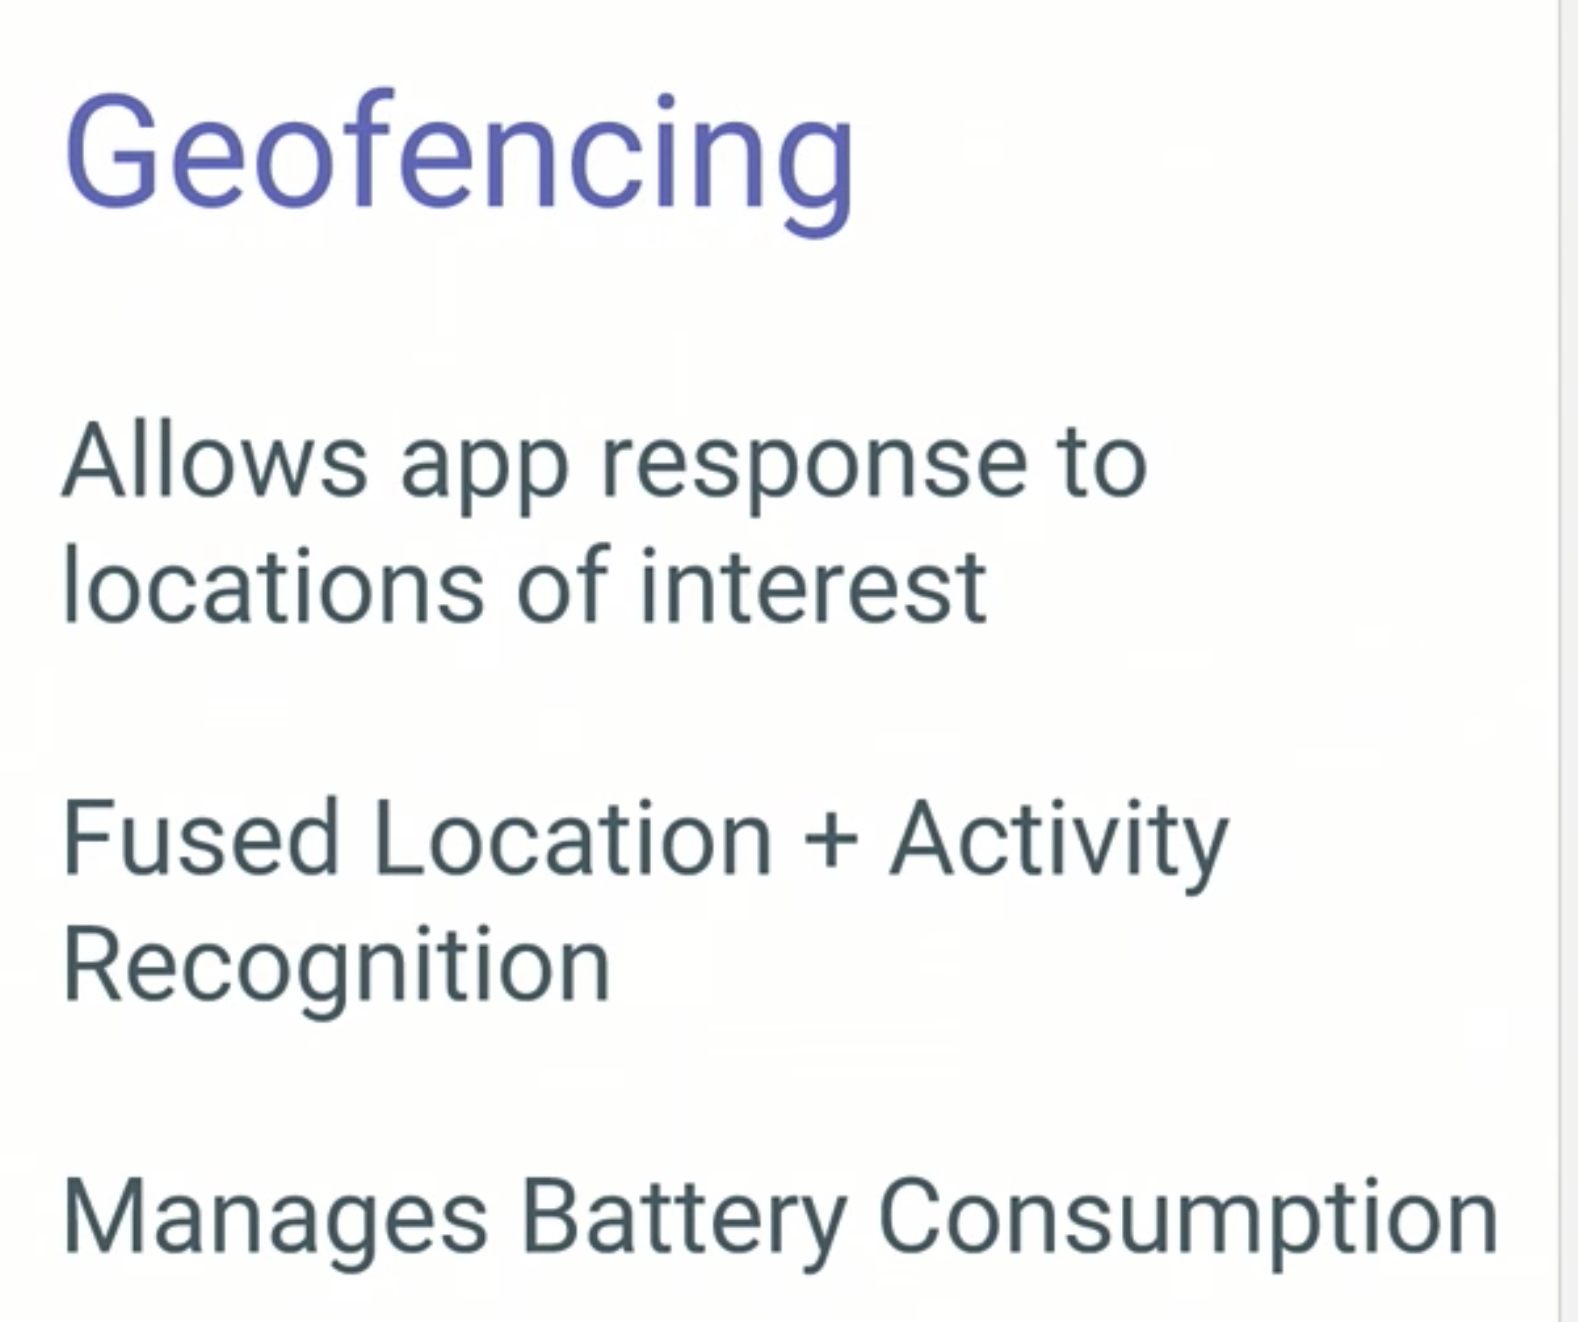 Geofencing
Allows app response to
locations of interest
Fused Location + Activity
Recognition
Manages Battery Consumption